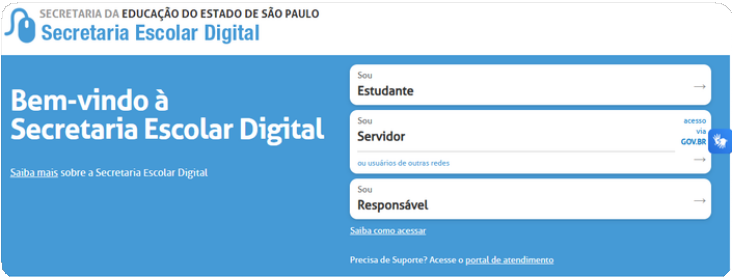 SECRETARIA DA EDUCAÇÃO DO ESTADO DE SÃO PAULO
Secretaria Escolar Digital
Bem-vindo à
Secretaria Escolar Digital
Saiba mais sobre a Secretaria Escolar Digital
Sou
Estudante
Sou
Servidor
acesso
via
GOV.BR
ou usuários de outras redes
Sou
Responsável
Saiba como acessar
Precisa de Suporte? Acesse o portal de atendimento